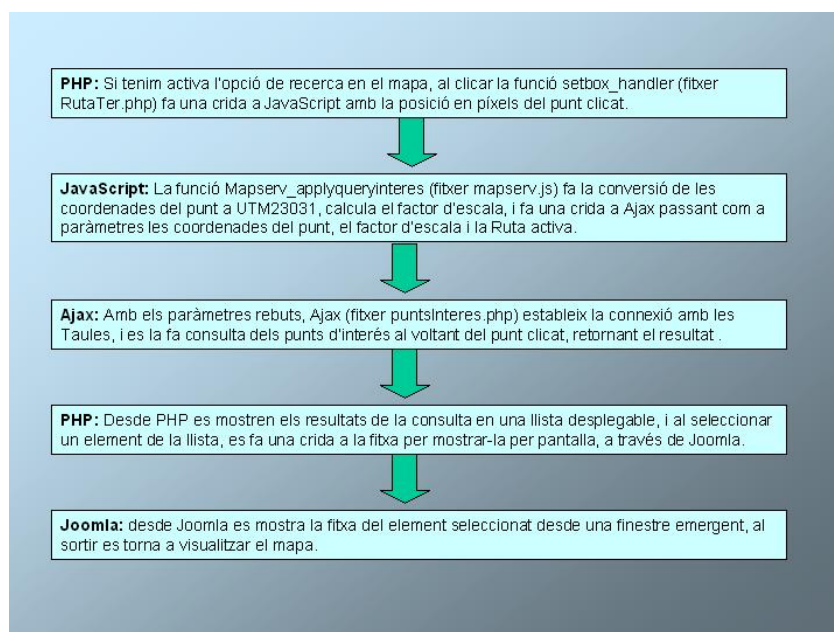 PHP: Si tenim activa l'opció de recerca en el mapa, al clicar la funció setbox_handler (fitxer
RutaTer.php) fa una crida a JavaScript amb la posició en píxels del punt clicat.
JavaScript: La funció Mapserv_applyqueryinteres (fitxer mapserv.js) fa la conversió de les
coordenades del punt a UTM23031, calcula el factor d'escala, i fa una crida a Ajax passant com a
paràmetres les coordenades del punt, el factor d'escala i la Ruta activa.
Ajax: Amb els paràmetres rebuts, Ajax (fitxer puntsInteres.php) estableix la connexió amb les
Taules, i es la fa consulta dels punts d'interés al voltant del punt clicat, retornant el resultat .
PHP: Desde PHP es mostren els resultats de la consulta en una llista desplegable, i al seleccionar
un element de la llista, es fa una crida a la fitxa per mostrar-la per pantalla, a través de Joomla.
Joomla: desde Joomla es mostra la fitxa del element seleccionat desde una finestre emergent, al
sortir es torna a visualitzar el mapa.